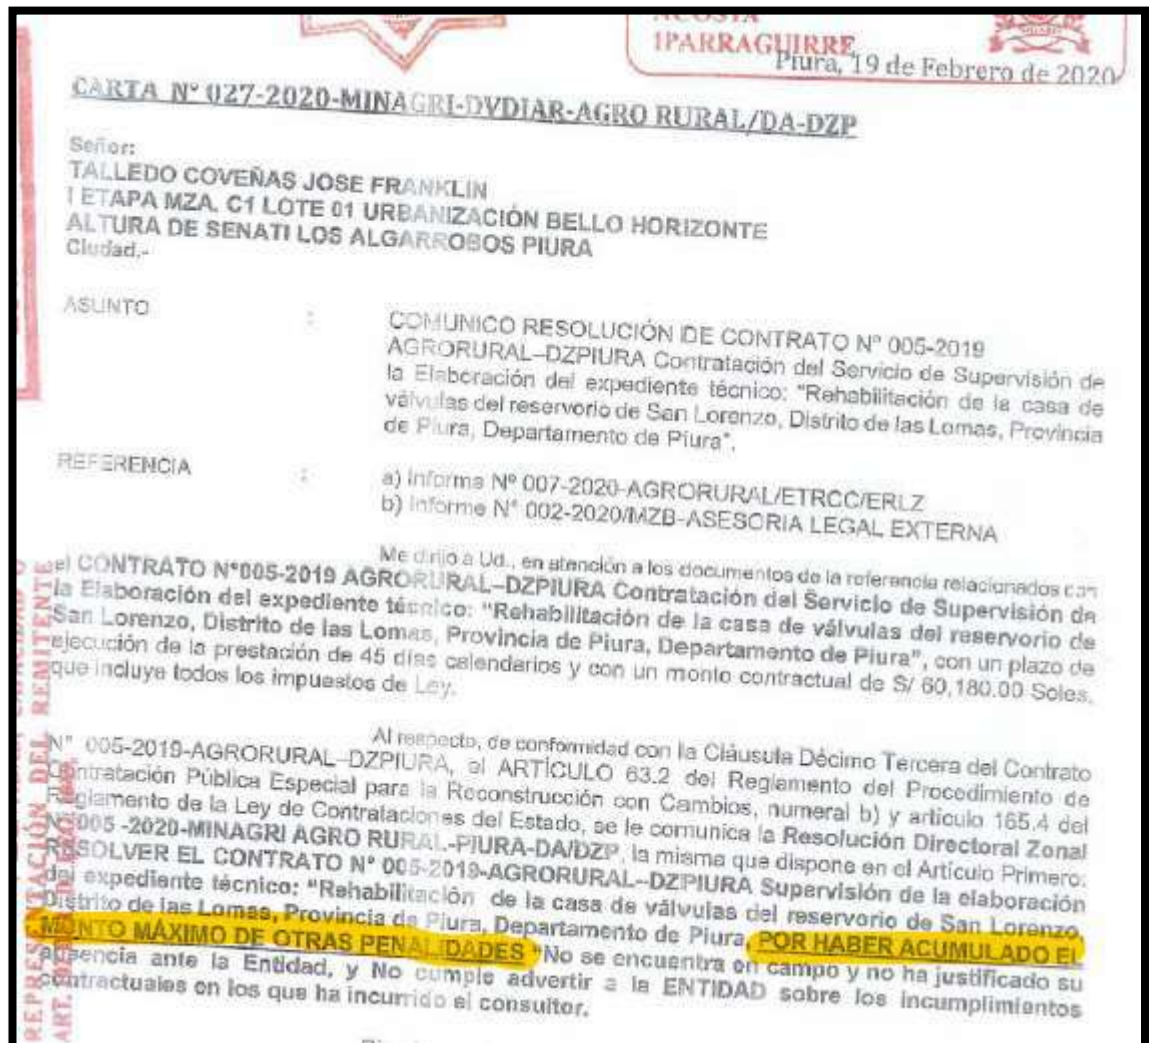 ACOSTA
IPARRAGUIRRE
Piura, 19 de Febrero de 2020
CARTA N° 027-2020-MINAGRI-DVDIAR-AGRO RURAL/DA-DZP
Señor:
TALLEDO COVEÑAS JOSE FRANKLIN
I ETAPA MZA. C1 LOTE 01 URBANIZACIÓN BELLO HORIZONTE
ALTURA DE SENATI LOS ALGARROBOS PIURA
Ciudad.-
ASUNTO : COMUNICO RESOLUCIÓN DE CONTRATO N° 005-2019
AGRORURAL–DZPIURA Contratación del Servicio de Supervisión de
la Elaboración del expediente técnico: "Rehabilitación de la casa de
válvulas del reservorio de San Lorenzo, Distrito de las Lomas, Provincia
de Piura, Departamento de Piura".
REFERENCIA : a) Informe N° 007-2020-AGRORURAL/ETRCC/ERLZ
b) Informe N° 002-2020/MZB-ASESORIA LEGAL EXTERNA
Me dirijo a Ud., en atención a los documentos de la referencia relacionados con
el CONTRATO N°005-2019 AGRORURAL–DZPIURA Contratación del Servicio de Supervisión de
la Elaboración del expediente técnico: "Rehabilitación de la casa de válvulas del reservorio de
San Lorenzo, Distrito de las Lomas, Provincia de Piura, Departamento de Piura", con un plazo de
ejecución de la prestación de 45 días calendarios y con un monto contractual de S/ 60,180.00 Soles,
que incluye todos los impuestos de Ley.
Al respecto, de conformidad con la Cláusula Décimo Tercera del Contrato
N° 005-2019-AGRORURAL–DZPIURA, el ARTÍCULO 63.2 del Reglamento del Procedimiento de
Contratación Pública Especial para la Reconstrucción con Cambios, numeral b) y artículo 165.4 del
Reglamento de la Ley de Contrataciones del Estado, se le comunica la Resolución Directoral Zonal
N°005 -2020-MINAGRI AGRO RURAL-PIURA-DA/DZP, la misma que dispone en el Artículo Primero:
RESOLVER EL CONTRATO N° 005-2019-AGRORURAL–DZPIURA Supervisión de la elaboración
del expediente técnico: "Rehabilitación de la casa de válvulas del reservorio de San Lorenzo,
Distrito de las Lomas, Provincia de Piura, Departamento de Piura, POR HABER ACUMULADO EL
MONTO MÁXIMO DE OTRAS PENALIDADES "No se encuentra en campo y no ha justificado su
ausencia ante la Entidad, y No cumple advertir a la ENTIDAD sobre los incumplimientos
contractuales en los que ha incurrido el consultor.
REPRESENTACIÓN DEL REMITENTE
ART.